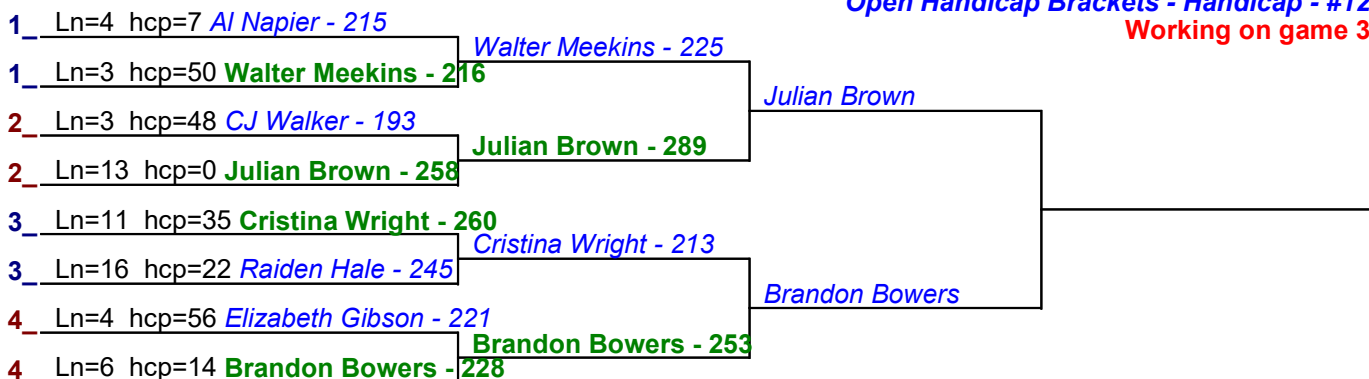 Open Handicap Brackets - Handicap - #12
Working on game 3
1_ Ln=4 hcp=7 Al Napier - 215
Walter Meekins - 225
1_ Ln=3 hcp=50 Walter Meekins - 216
Julian Brown
2_ Ln=3 hcp=48 CJ Walker - 193
Julian Brown - 289
2_ Ln=13 hcp=0 Julian Brown - 258
3_ Ln=11 hcp=35 Cristina Wright - 260
Cristina Wright - 213
3_ Ln=16 hcp=22 Raiden Hale - 245
Brandon Bowers
4_ Ln=4 hcp=56 Elizabeth Gibson - 221
Brandon Bowers - 253
4 Ln=6 hcp=14 Brandon Bowers - 228